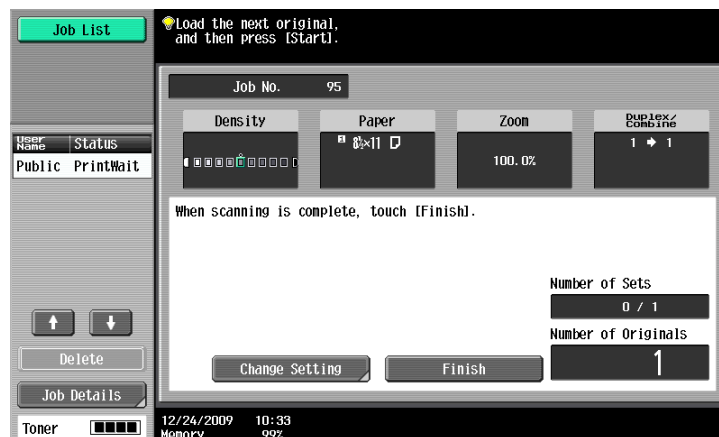 Job List
Load the next original,
and then press [Start].
Job No. 95
Density
Paper
Zoom
Duplex/
Combine
8½×11
100.0%
1 → 1
User Name Status
Public PrintWait
When scanning is complete, touch [Finish].
Number of Sets
0 / 1
Number of Originals
1
Change Setting
Finish
Delete
Job Details
Toner
12/24/2009 10:33
Memory 99%